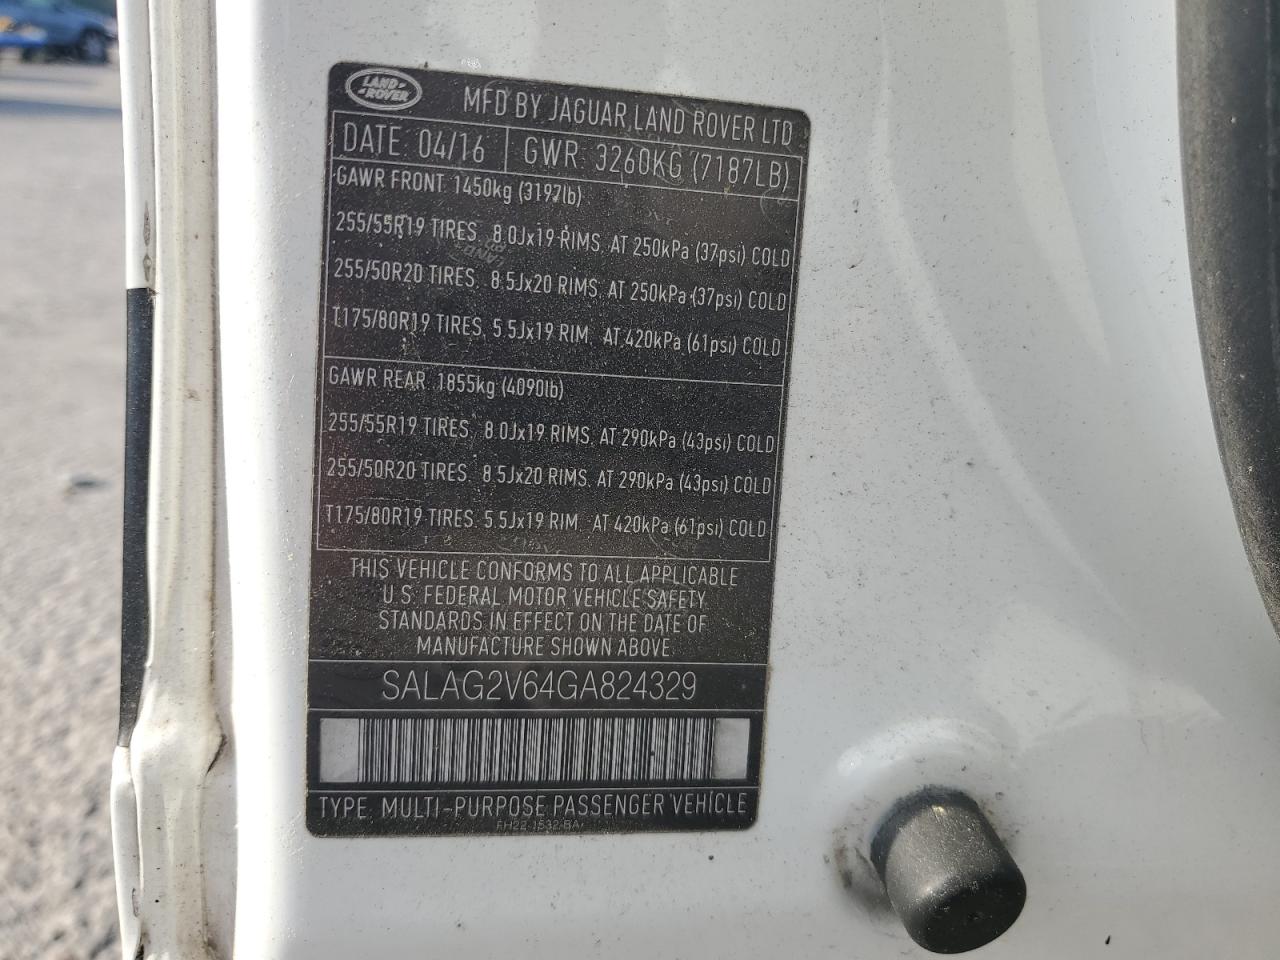 LAND ROVER
MFD BY JAGUAR LAND ROVER LTD
DATE: 04/16 GWR 3260KG (7187LB)
GAWR FRONT 1450kg (3197lb)
255/55R19 TIRES, 8.0Jx19 RIMS, AT 250kPa (37psi) COLD
255/50R20 TIRES, 8.5Jx20 RIMS, AT 250kPa (37psi) COLD
T175/80R19 TIRES, 5.5Jx19 RIM, AT 420kPa (61psi) COLD
GAWR REAR 1855kg (4090lb)
255/55R19 TIRES, 8.0Jx19 RIMS, AT 290kPa (43psi) COLD
255/50R20 TIRES, 8.5Jx20 RIMS, AT 290kPa (43psi) COLD
T175/80R19 TIRES, 5.5Jx19 RIM, AT 420kPa (61psi) COLD
THIS VEHICLE CONFORMS TO ALL APPLICABLE
U.S. FEDERAL MOTOR VEHICLE SAFETY
STANDARDS IN EFFECT ON THE DATE OF
MANUFACTURE SHOWN ABOVE.
SALAG2V64GA824329
TYPE: MULTI-PURPOSE PASSENGER VEHICLE